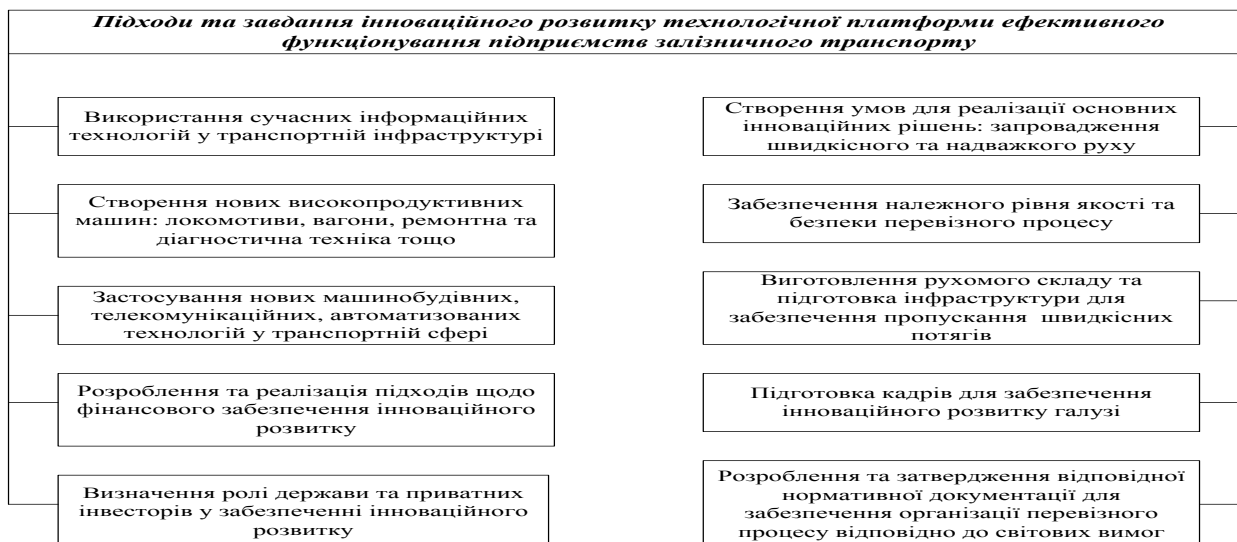 Підходи та завдання інноваційного розвитку технологічної платформи ефективного
функціонування підприємств залізничного транспорту
Використання сучасних інформаційних
технологій у транспортній інфраструктурі
Створення нових високопродуктивних
машин: локомотиви, вагони, ремонтна та
діагностична техніка тощо
Застосування нових машинобудівних,
телекомунікаційних, автоматизованих
технологій у транспортній сфері
Розроблення та реалізація підходів щодо
фінансового забезпечення інноваційного
розвитку
Визначення ролі держави та приватних
інвесторів у забезпеченні інноваційного
розвитку
Створення умов для реалізації основних
інноваційних рішень: запровадження
швидкісного та надважкого руху
Забезпечення належного рівня якості та
безпеки перевізного процесу
Виготовлення рухомого складу та
підготовка інфраструктури для
забезпечення пропускання швидкісних
потягів
Підготовка кадрів для забезпечення
інноваційного розвитку галузі
Розроблення та затвердження відповідної
нормативної документації для
забезпечення організації перевізного
процесу відповідно до світових вимог